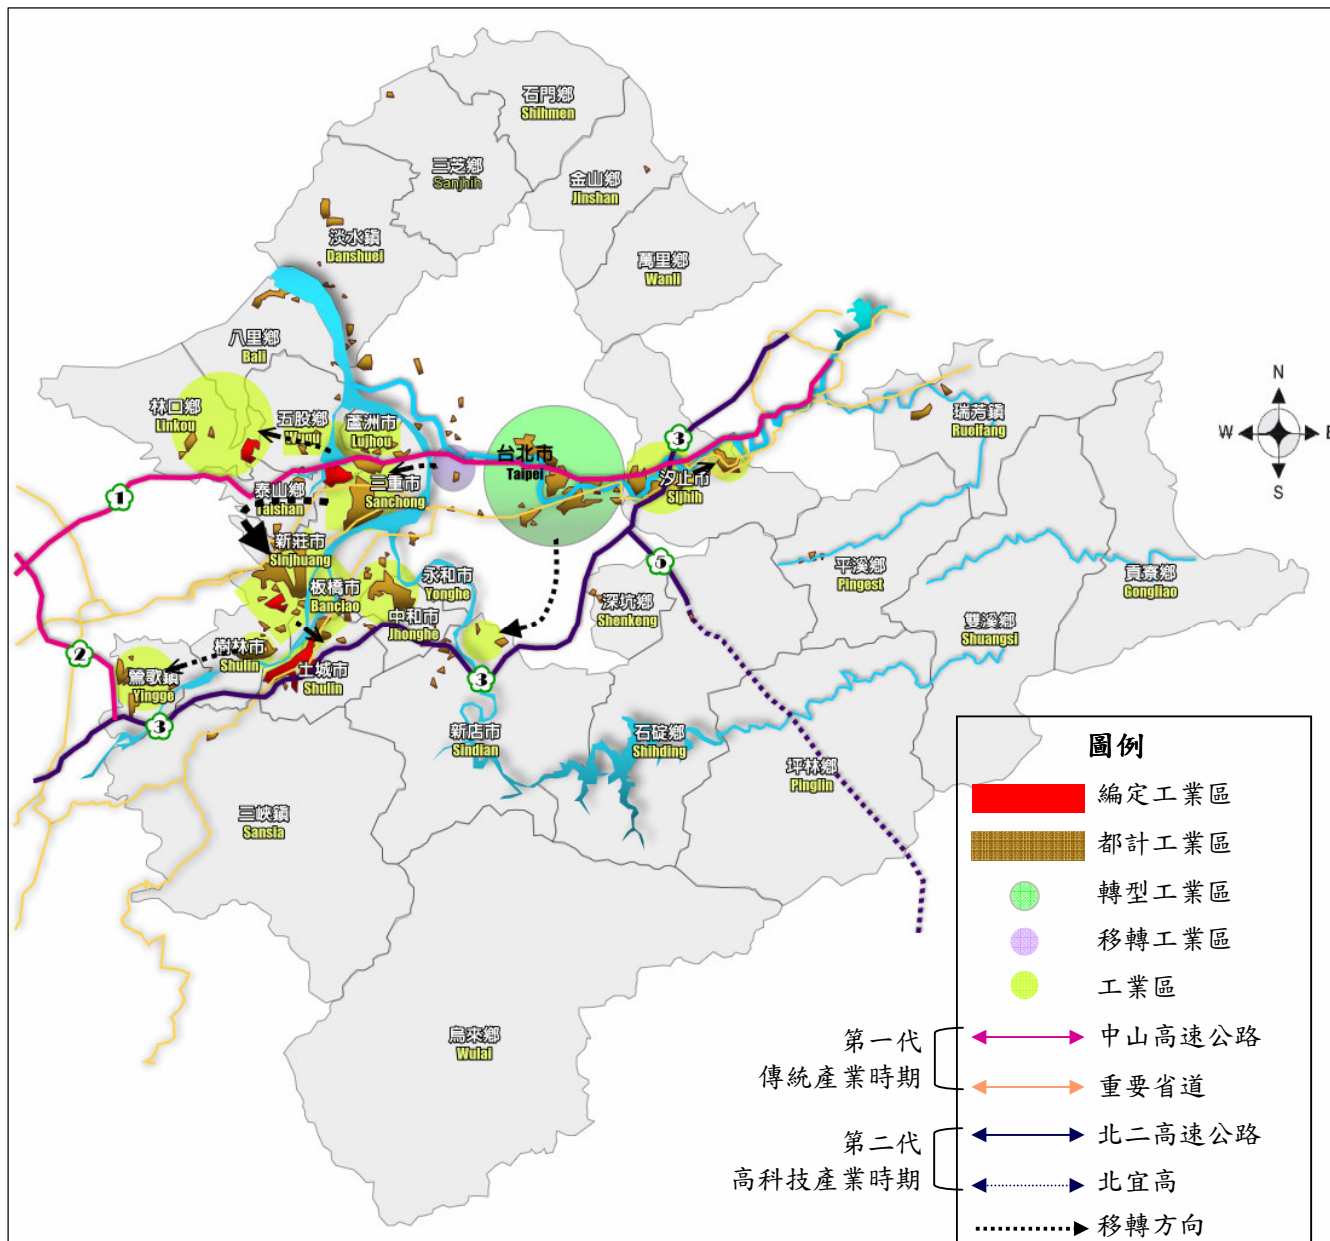 石門鄉
Shihmen
三芝鄉
Sanjhih
金山鄉
Jinshan
淡水鎮
Danshuei
萬里鄉
Wanli
八里鄉
Bali
林口鄉
Linkou
五股鄉
Wugu
蘆洲市
Lujhou
瑞芳鎮
Rueifang
N
W
E
S
3
台北市
Taipei
汐止市
Sijhih
三重市
Sanchong
1
泰山鄉
Taishan
新莊市
Sinjhuang
板橋市
Banciao
永和市
Yonghe
中和市
Jhonghe
5
深坑鄉
Shenkeng
平溪鄉
Pingest
貢寮鄉
Gongliao
雙溪鄉
Shuangsi
2
樹林市
Shulin
土城市
Shulin
鶯歌鎮
Yingge
3
3
新店市
Sindian
石碇鄉
Shihding
坪林鄉
Pinglin
三峽鎮
Sansia
烏來鄉
Wulai
圖例
編定工業區
都計工業區
轉型工業區
移轉工業區
工業區
第一代
傳統產業時期
中山高速公路
重要省道
第二代
高科技產業時期
北二高速公路
北宜高
移轉方向